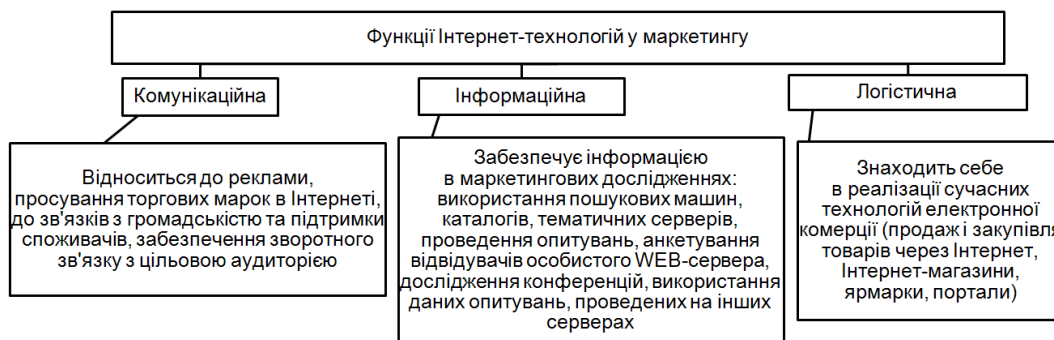 Функції Інтернет-технологій у маркетингу
Комунікаційна
Інформаційна
Логістична
Відноситься до реклами,
просування торгових марок в Інтернеті,
до зв'язків з громадськістю та підтримки
споживачів, забезпечення зворотного
зв'язку з цільовою аудиторією
Забезпечує інформацією
в маркетингових дослідженнях:
використання пошукових машин,
каталогів, тематичних серверів,
проведення опитувань, анкетування
відвідувачів особистого WEB-сервера,
дослідження конференцій, використання
даних опитувань, проведених на інших
серверах
Знаходить себе
в реалізації сучасних
технологій електронної
комерції (продаж і закупівля
товарів через Інтернет,
Інтернет-магазини,
ярмарки, портали)